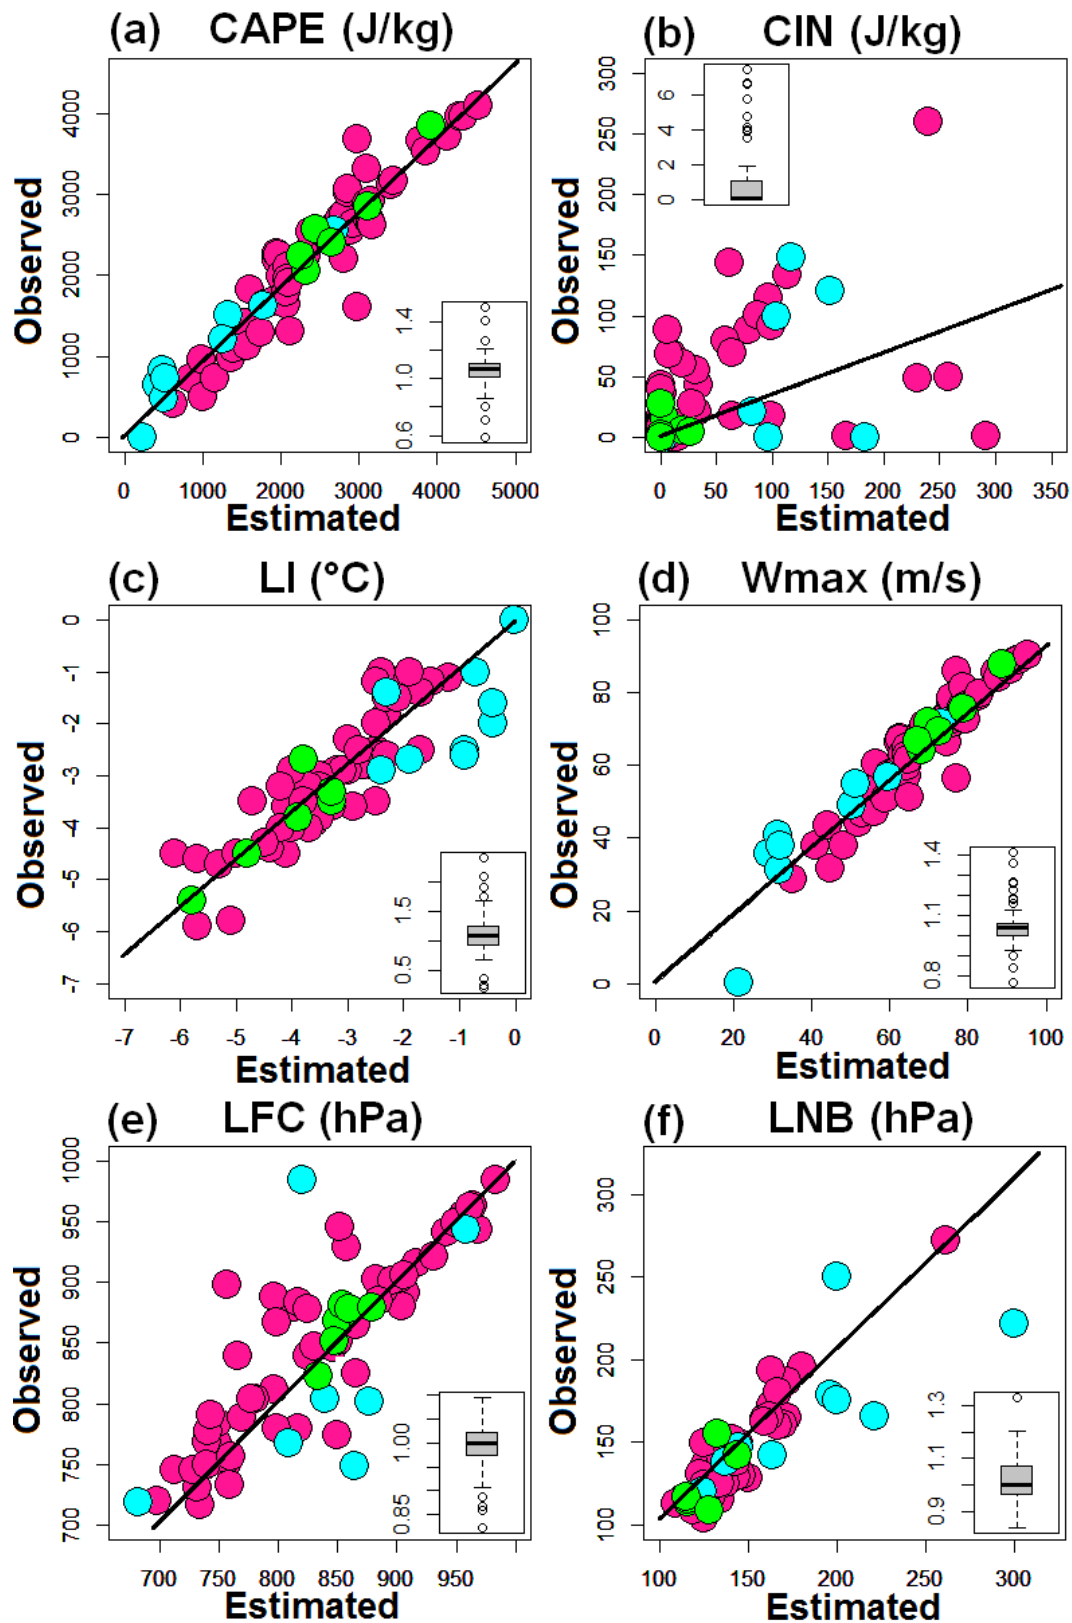 (a) CAPE (J/kg)
Observed
0 1000 2000 3000 4000
0.6 1.0 1.4
0 1000 2000 3000 4000 5000
Estimated
(b) CIN (J/kg)
Observed
0 50 100 150 200 250 300
0 2 4 6
0 50 100 150 200 250 300 350
Estimated
(c) LI (°C)
Observed
0
-1
-2
-3
-4
-5
-6
-7
0.5 1.5
-7 -6 -5 -4 -3 -2 -1 0
Estimated
(d) Wmax (m/s)
Observed
0 20 40 60 80 100
0.8 1.1 1.4
0 20 40 60 80 100
Estimated
(e) LFC (hPa)
Observed
700 750 800 850 900 950 1000
0.85 1.00
700 750 800 850 900 950
Estimated
(f) LNB (hPa)
Observed
100 150 200 250 300
0.9 1.1 1.3
100 150 200 250 300
Estimated